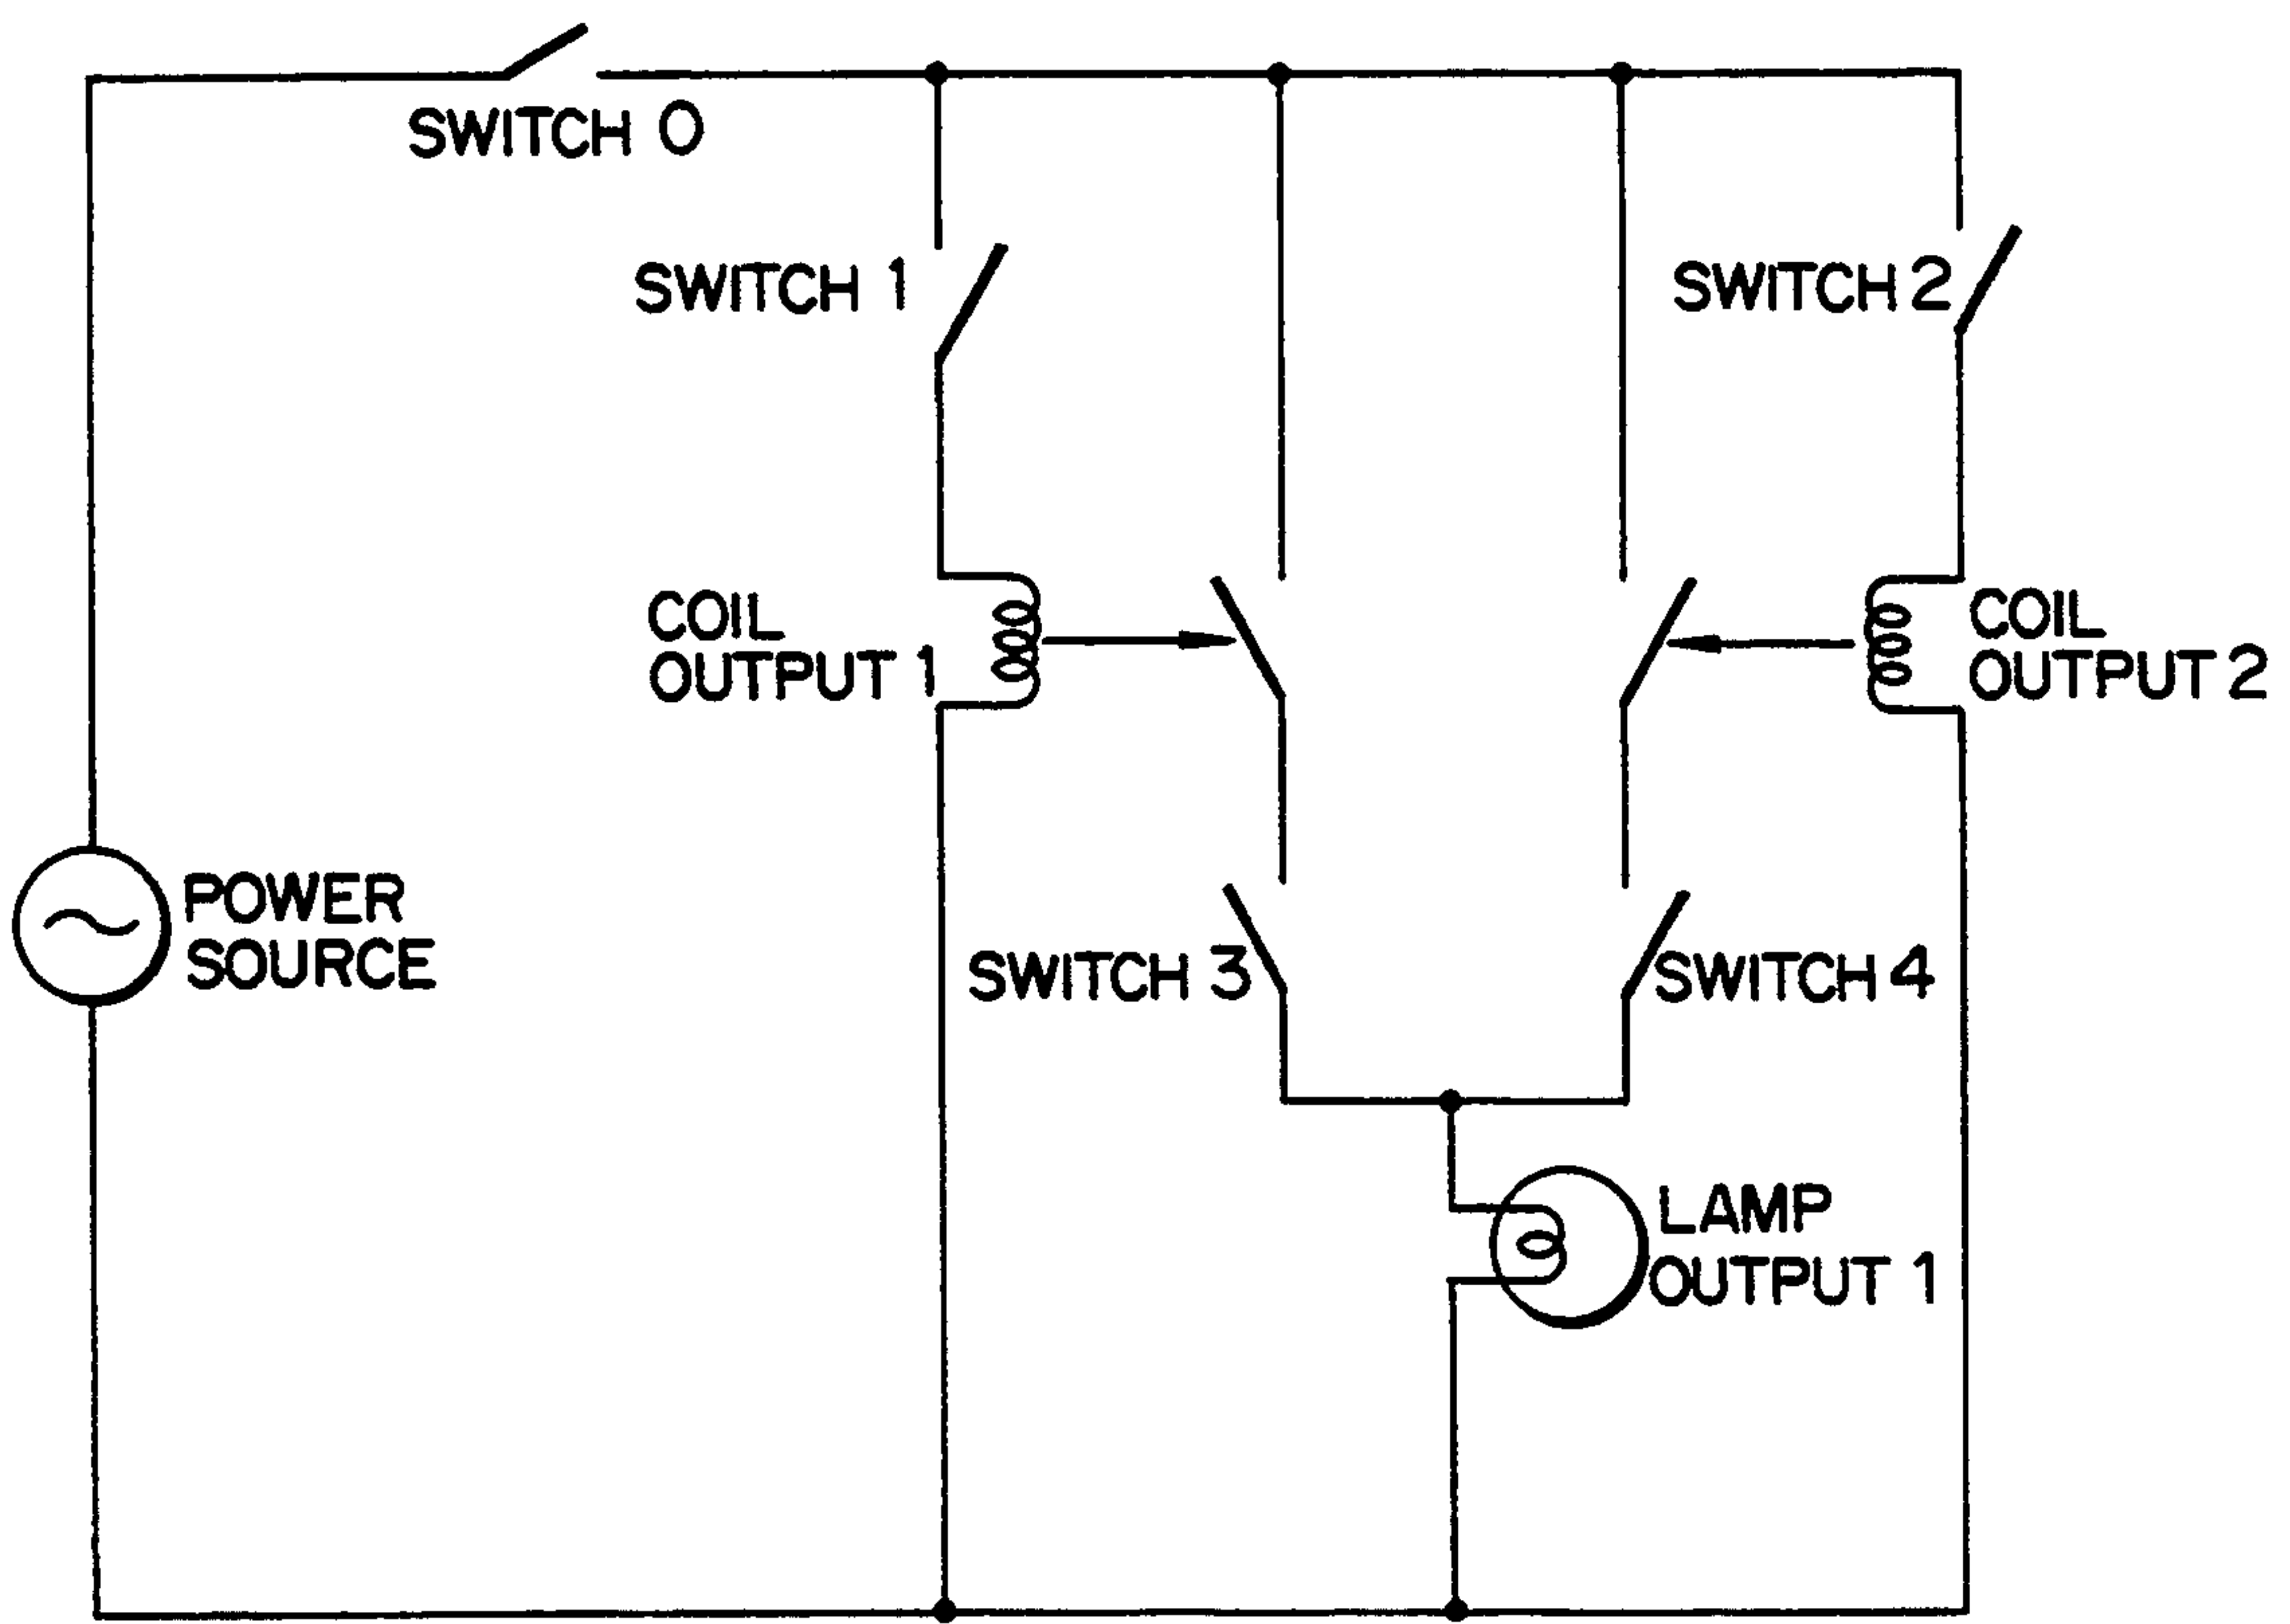 SWITCH 0
SWITCH 1
SWITCH 2
COIL
OUTPUT 1
COIL
OUTPUT 2
POWER
SOURCE
SWITCH 3
SWITCH 4
LAMP
OUTPUT 1